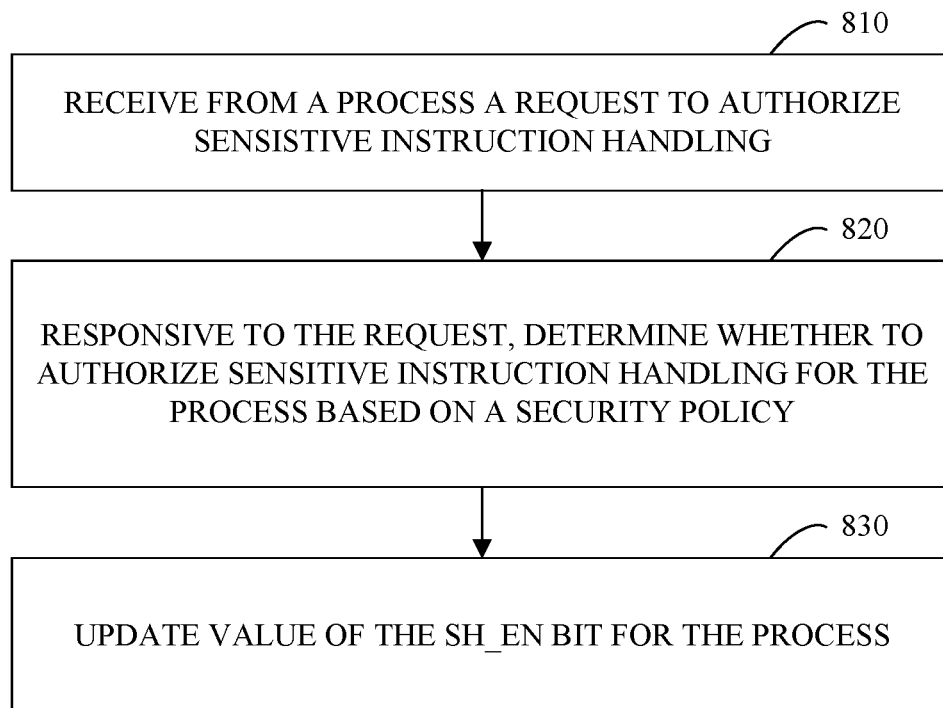 810
RECEIVE FROM A PROCESS A REQUEST TO AUTHORIZE
SENSISTIVE INSTRUCTION HANDLING
820
RESPONSIVE TO THE REQUEST, DETERMINE WHETHER TO
AUTHORIZE SENSITIVE INSTRUCTION HANDLING FOR THE
PROCESS BASED ON A SECURITY POLICY
830
UPDATE VALUE OF THE SH_EN BIT FOR THE PROCESS